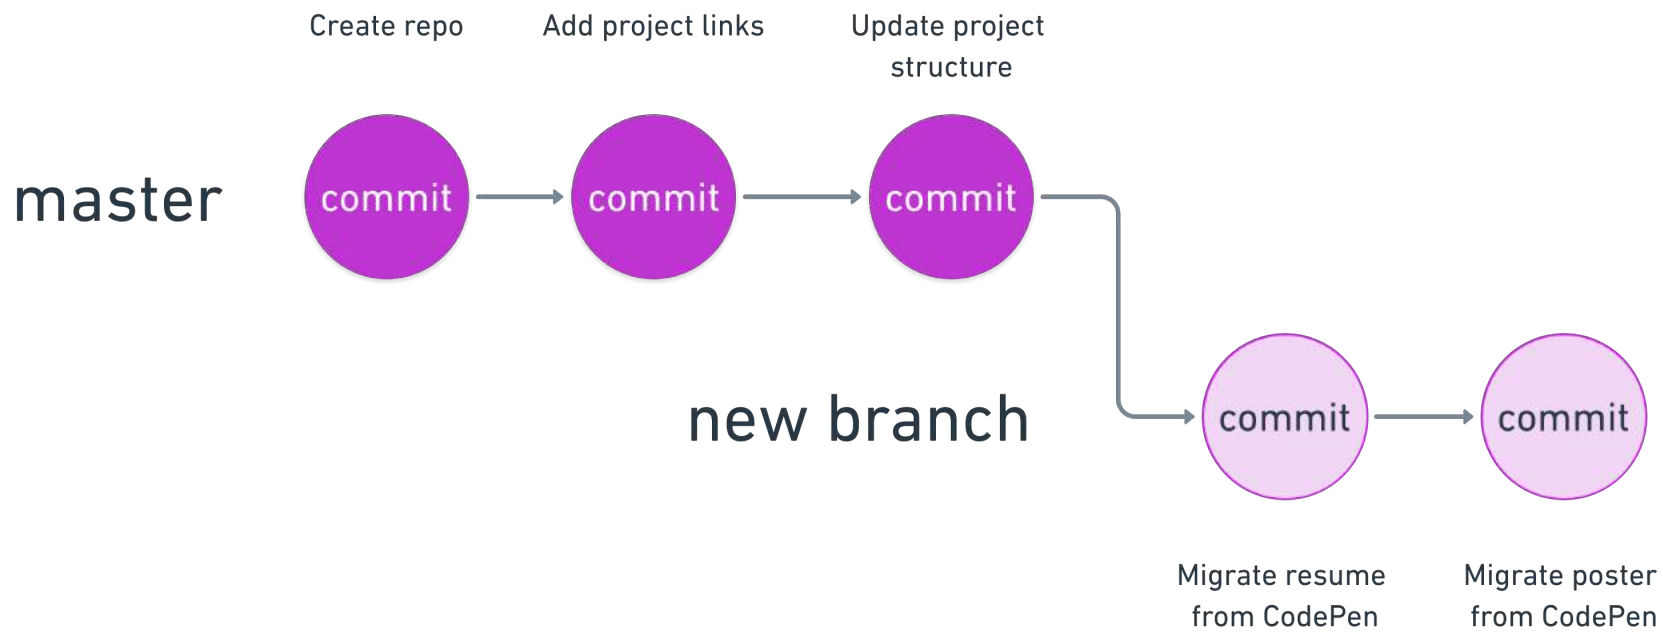 Create repo
Add project links
Update project
structure
master
commit
commit
commit
new branch
commit
commit
Migrate resume
from CodePen
Migrate poster
from CodePen